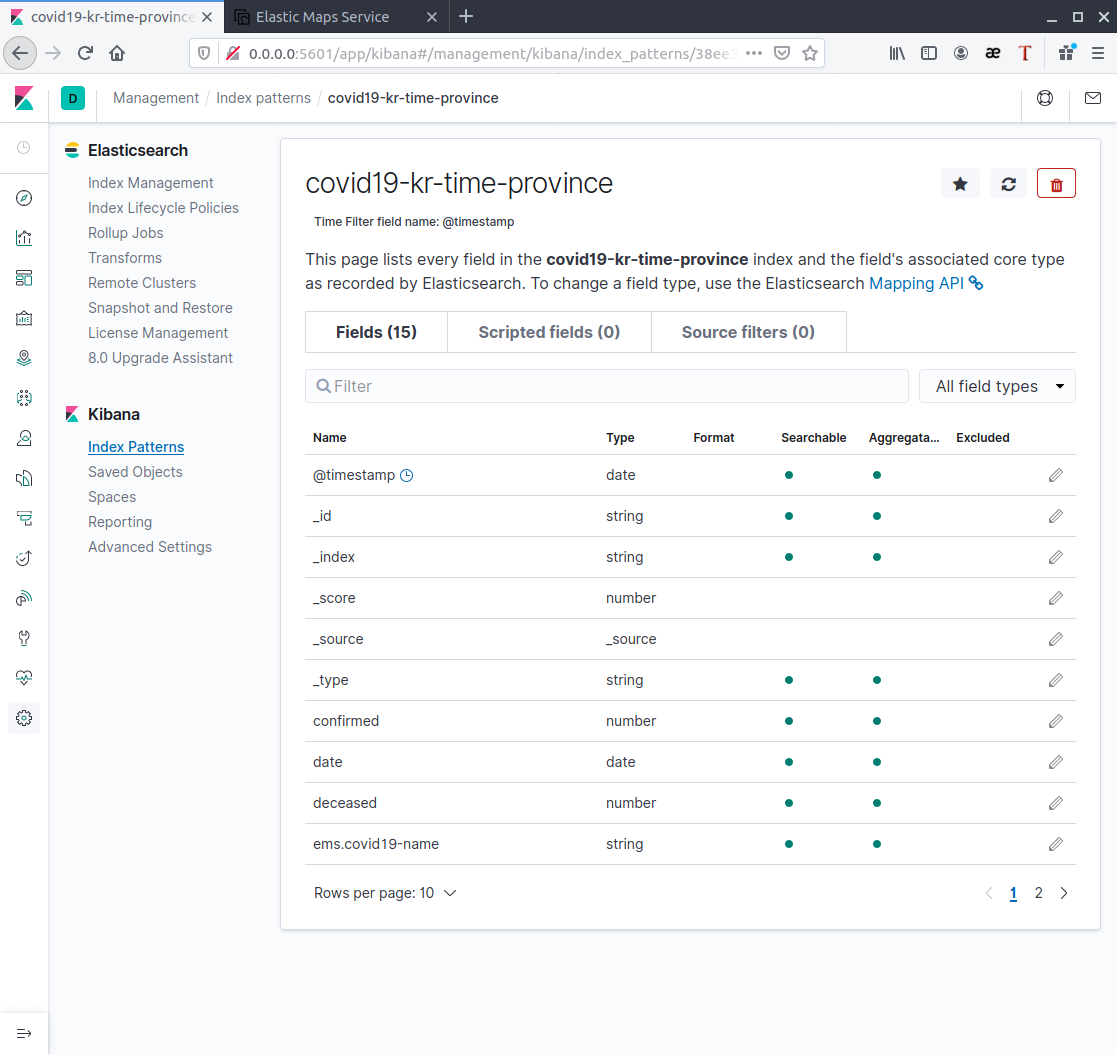 covid19-kr-time-province
Elastic Maps Service
0.0.0.0:5601/app/kibana#/management/kibana/index_patterns/38ee
D
Management / Index patterns / covid19-kr-time-province
Elasticsearch
Index Management
Index Lifecycle Policies
Rollup Jobs
Transforms
Remote Clusters
Snapshot and Restore
License Management
8.0 Upgrade Assistant
Kibana
Index Patterns
Saved Objects
Spaces
Reporting
Advanced Settings
covid19-kr-time-province
Time Filter field name: @timestamp
This page lists every field in the covid19-kr-time-province index and the field's associated core type
as recorded by Elasticsearch. To change a field type, use the Elasticsearch Mapping API
Fields (15) Scripted fields (0) Source filters (0)
Filter All field types
Name Type Format Searchable Aggregata... Excluded
@timestamp date
_id string
_index string
_score number
_source _source
_type string
confirmed number
date date
deceased number
ems.covid19-name string
Rows per page: 10 1 2